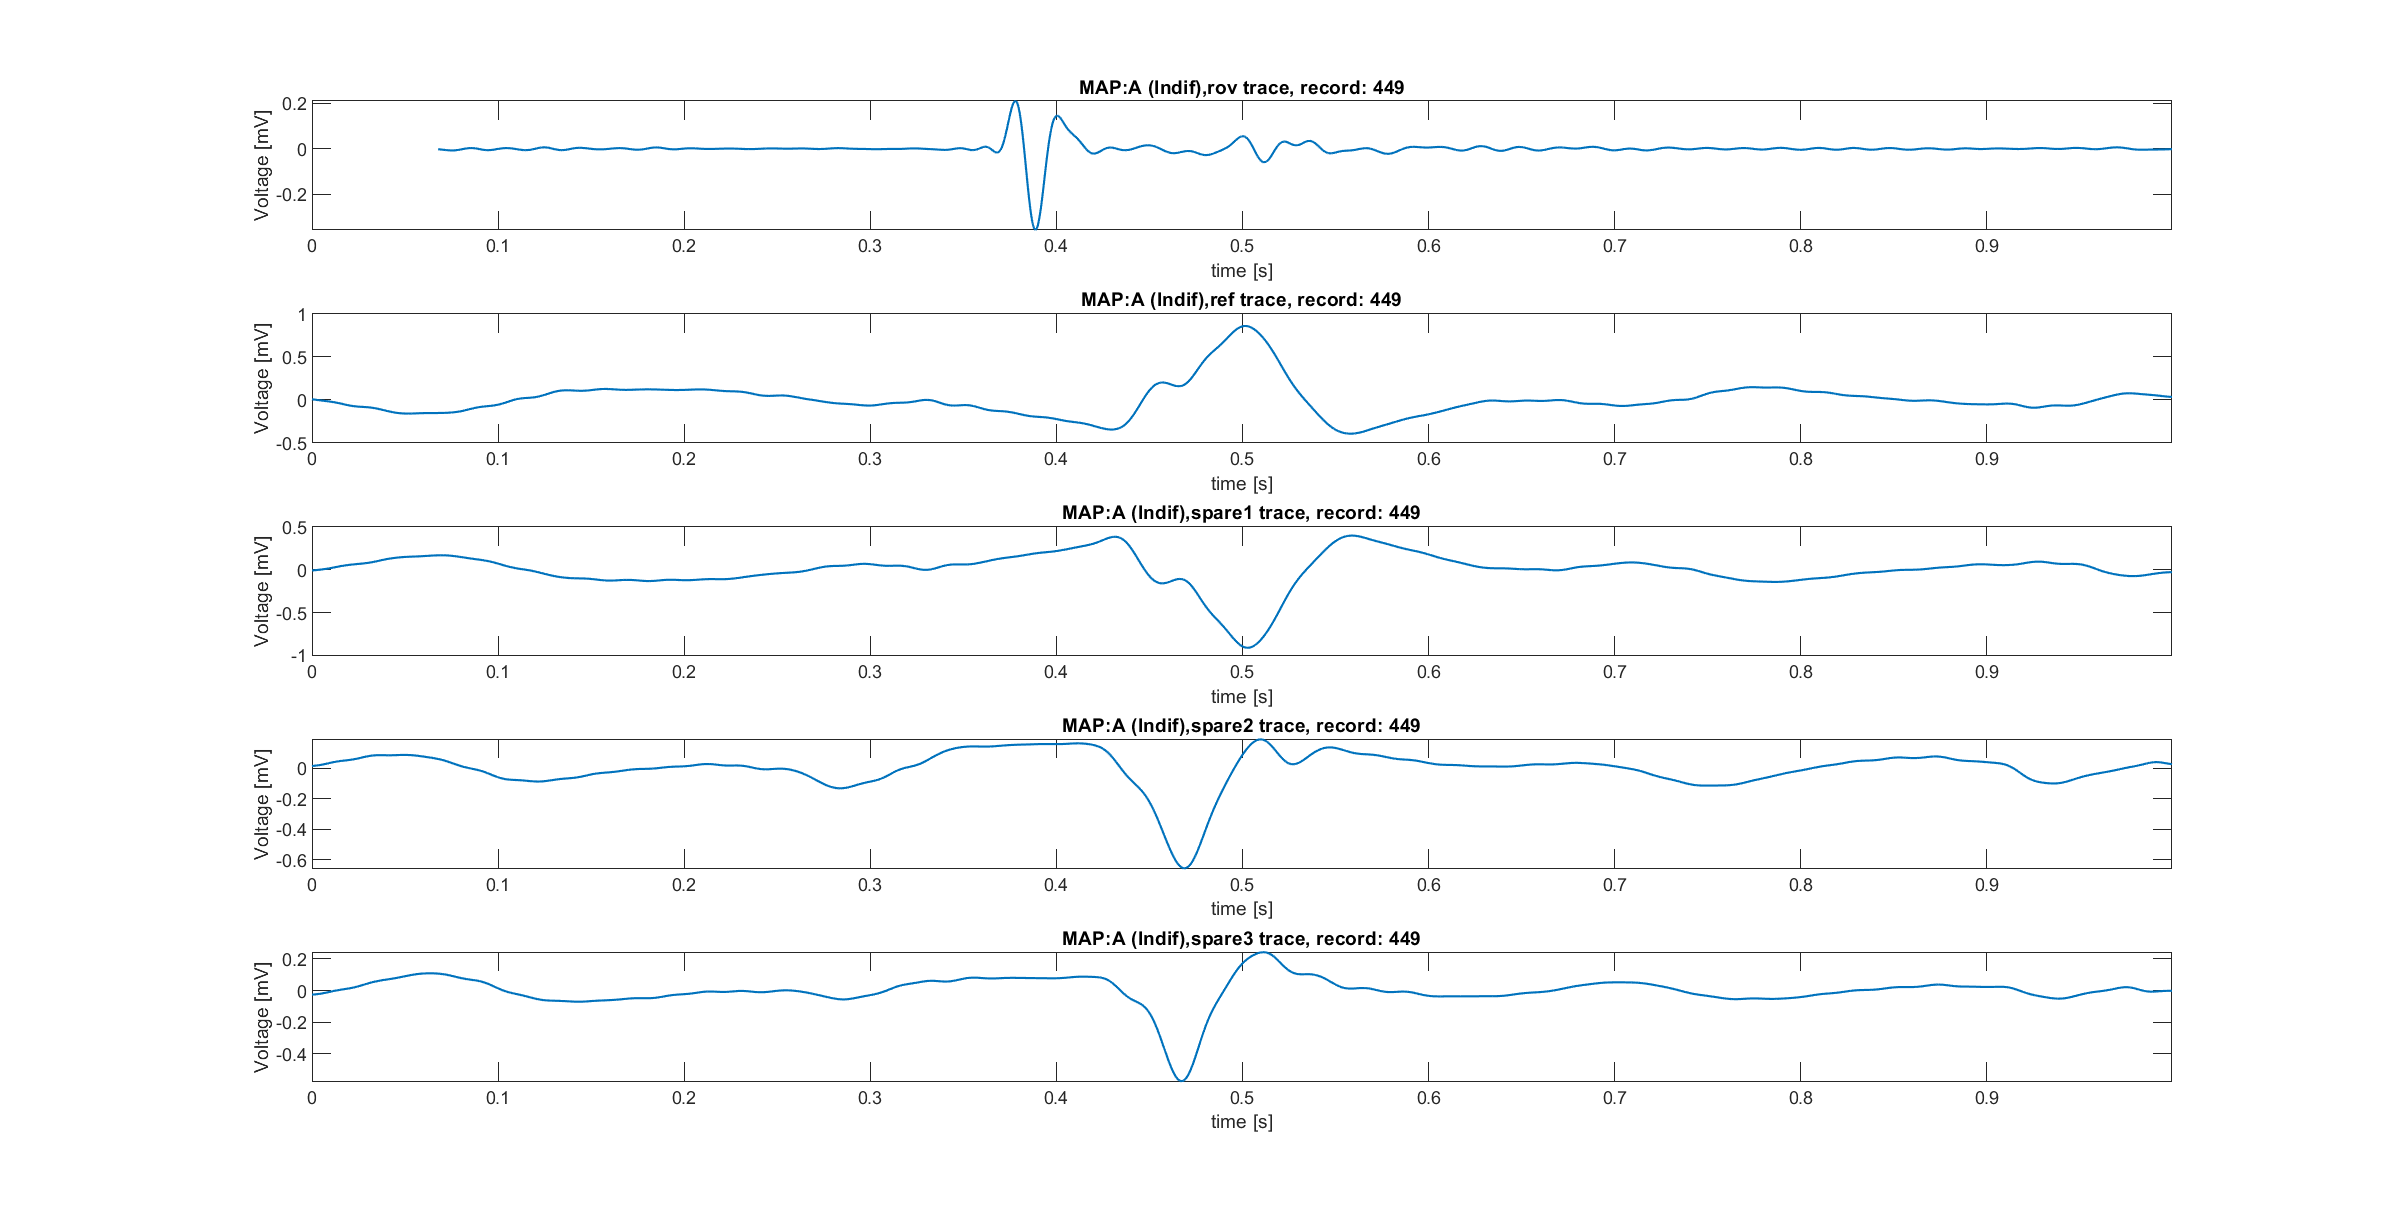 MAP:A (Indif),rov trace, record: 449
Voltage [mV]
0.2
0
-0.2
0 0.1 0.2 0.3 0.4 0.5 0.6 0.7 0.8 0.9
time [s]
MAP:A (Indif),ref trace, record: 449
Voltage [mV]
1
0.5
0
-0.5
0 0.1 0.2 0.3 0.4 0.5 0.6 0.7 0.8 0.9
time [s]
MAP:A (Indif),spare1 trace, record: 449
Voltage [mV]
0.5
0
-0.5
-1
0 0.1 0.2 0.3 0.4 0.5 0.6 0.7 0.8 0.9
time [s]
MAP:A (Indif),spare2 trace, record: 449
Voltage [mV]
0
-0.2
-0.4
-0.6
0 0.1 0.2 0.3 0.4 0.5 0.6 0.7 0.8 0.9
time [s]
MAP:A (Indif),spare3 trace, record: 449
Voltage [mV]
0.2
0
-0.2
-0.4
0 0.1 0.2 0.3 0.4 0.5 0.6 0.7 0.8 0.9
time [s]